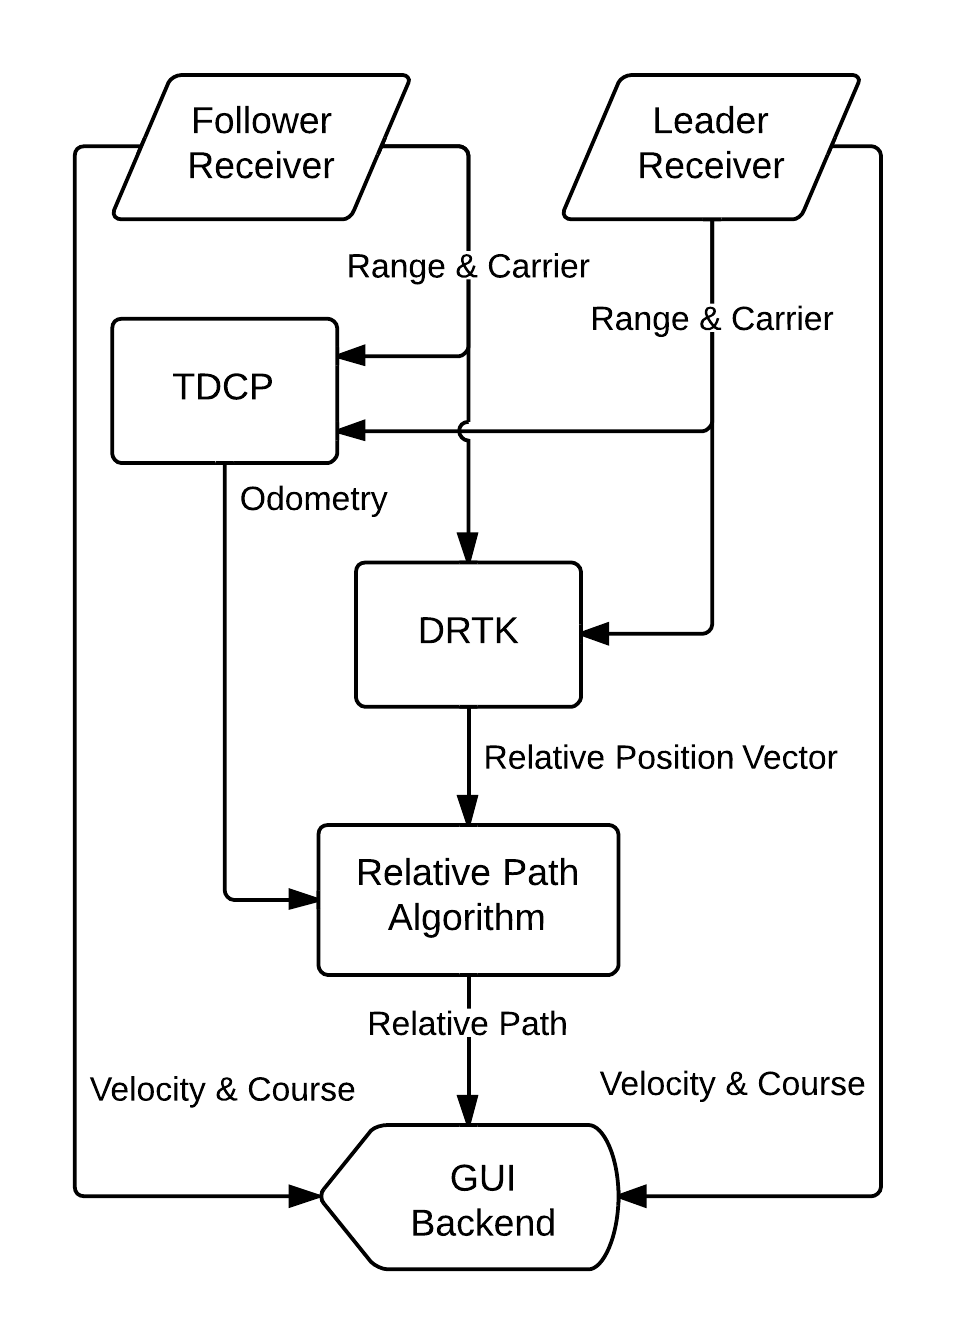 Follower
Receiver
Leader
Receiver
Range & Carrier
Range & Carrier
TDCP
Odometry
DRTK
Relative Position Vector
Relative Path
Algorithm
Relative Path
Velocity & Course
Velocity & Course
GUI
Backend